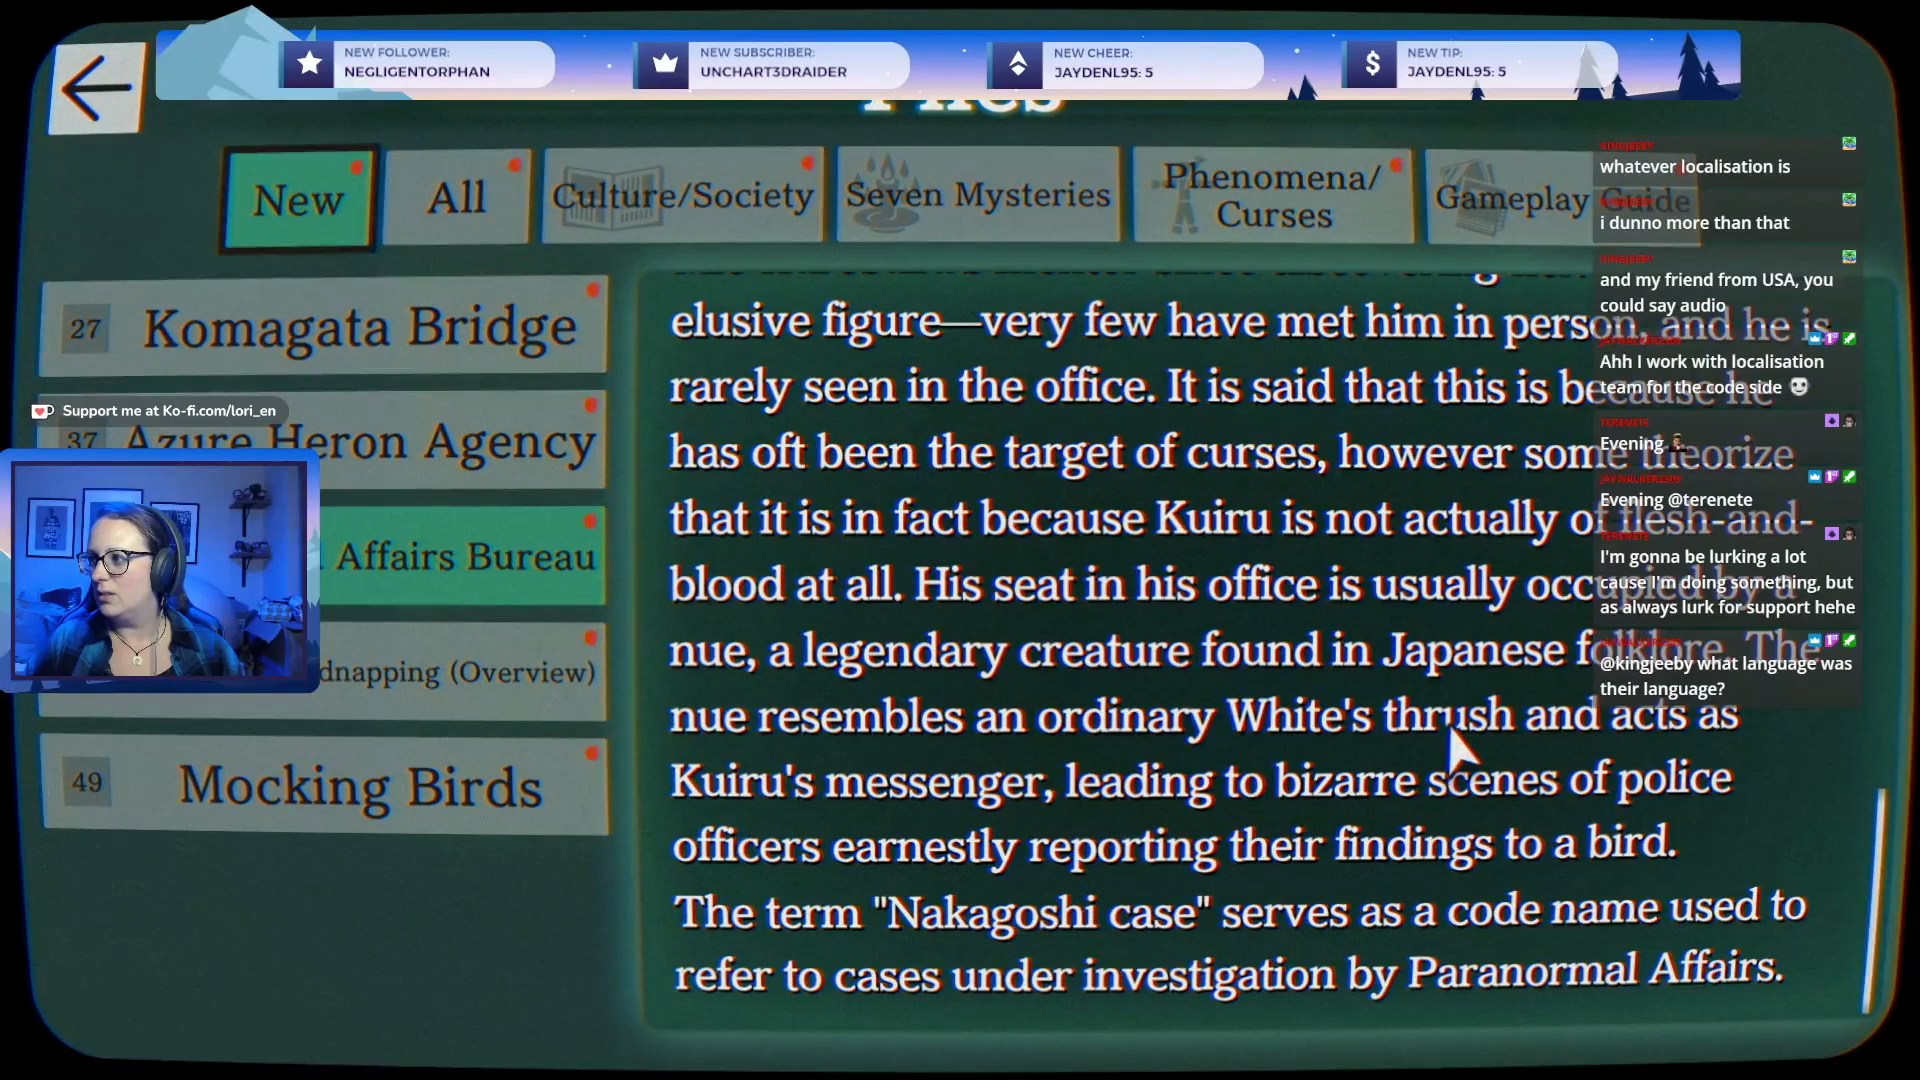 NEW FOLLOWER:
NEGLIGENTORPHAN
NEW SUBSCRIBER:
UNCHART3DRAIDER
NEW CHEER:
JAYDENL95: 5
NEW TIP:
JAYDENL95: 5
Files
New
All
Culture/Society
Seven Mysteries
Phenomena/
Curses
Gameplay Guide
27 Komagata Bridge
37 Azure Heron Agency
Affairs Bureau
dnapping (Overview)
49 Mocking Birds
Support me at Ko-fi.com/lori_en
elusive figure—very few have met him in person, and he is
rarely seen in the office. It is said that this is because he
has oft been the target of curses, however some theorize
that it is in fact because Kuiru is not actually of flesh-and-
blood at all. His seat in his office is usually occupied by a
nue, a legendary creature found in Japanese folklore. The
nue resembles an ordinary White's thrush and acts as
Kuiru's messenger, leading to bizarre scenes of police
officers earnestly reporting their findings to a bird.
The term "Nakagoshi case" serves as a code name used to
refer to cases under investigation by Paranormal Affairs.
KINGJEEBY
whatever localisation is
KINGJEEBY
i dunno more than that
KINGJEEBY
and my friend from USA, you
could say audio
JAYWALKER2309
Ahh I work with localisation
team for the code side
TERENETE
Evening
JAYWALKER2309
Evening @terenete
TERENETE
I'm gonna be lurking a lot
cause I'm doing something, but
as always lurk for support hehe
JAYWALKER2309
@kingjeeby what language was
their language?